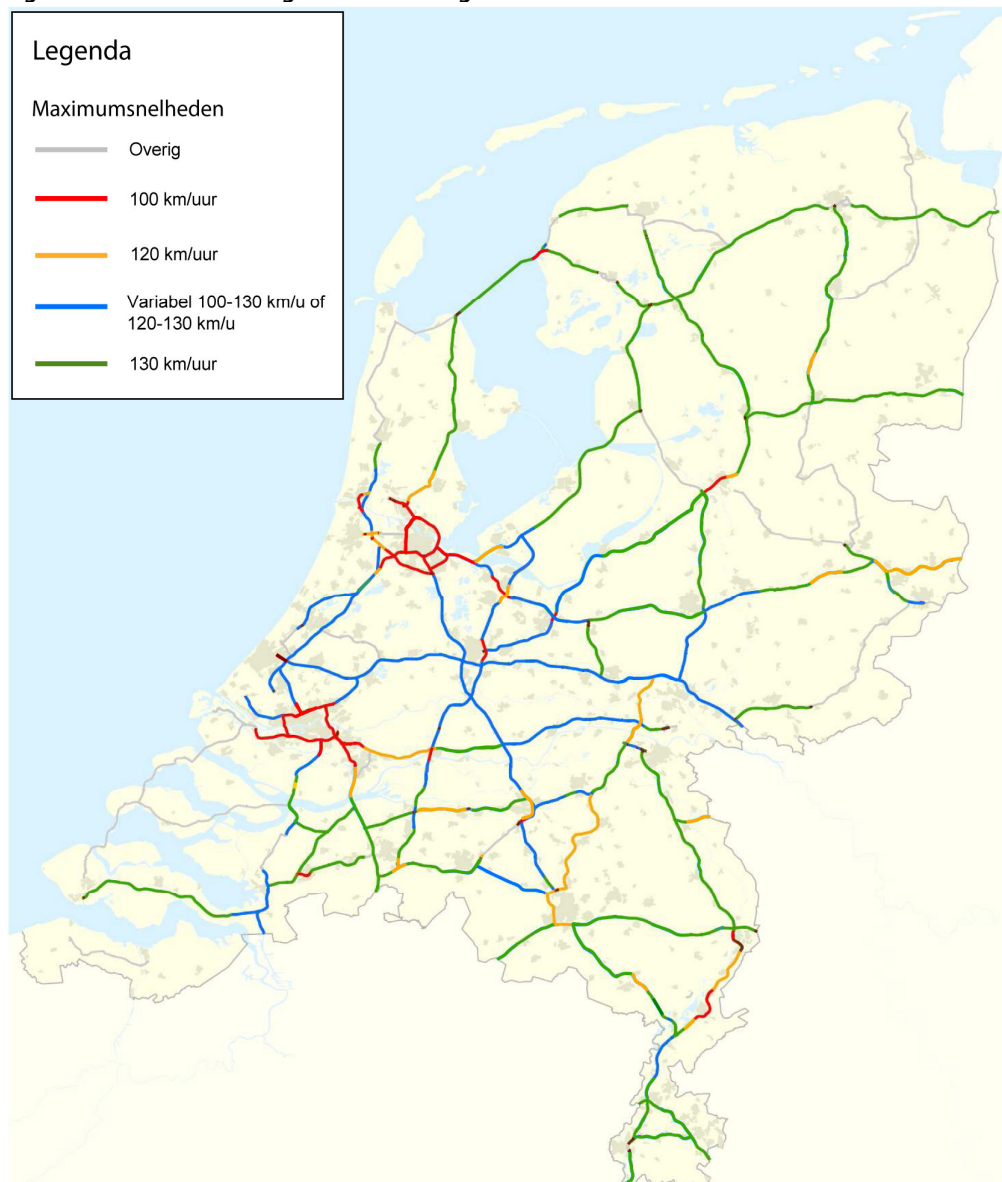 Legenda
Maximumsnelheden
Overig
100 km/uur
120 km/uur
Variabel 100-130 km/u of
120-130 km/u
130 km/uur